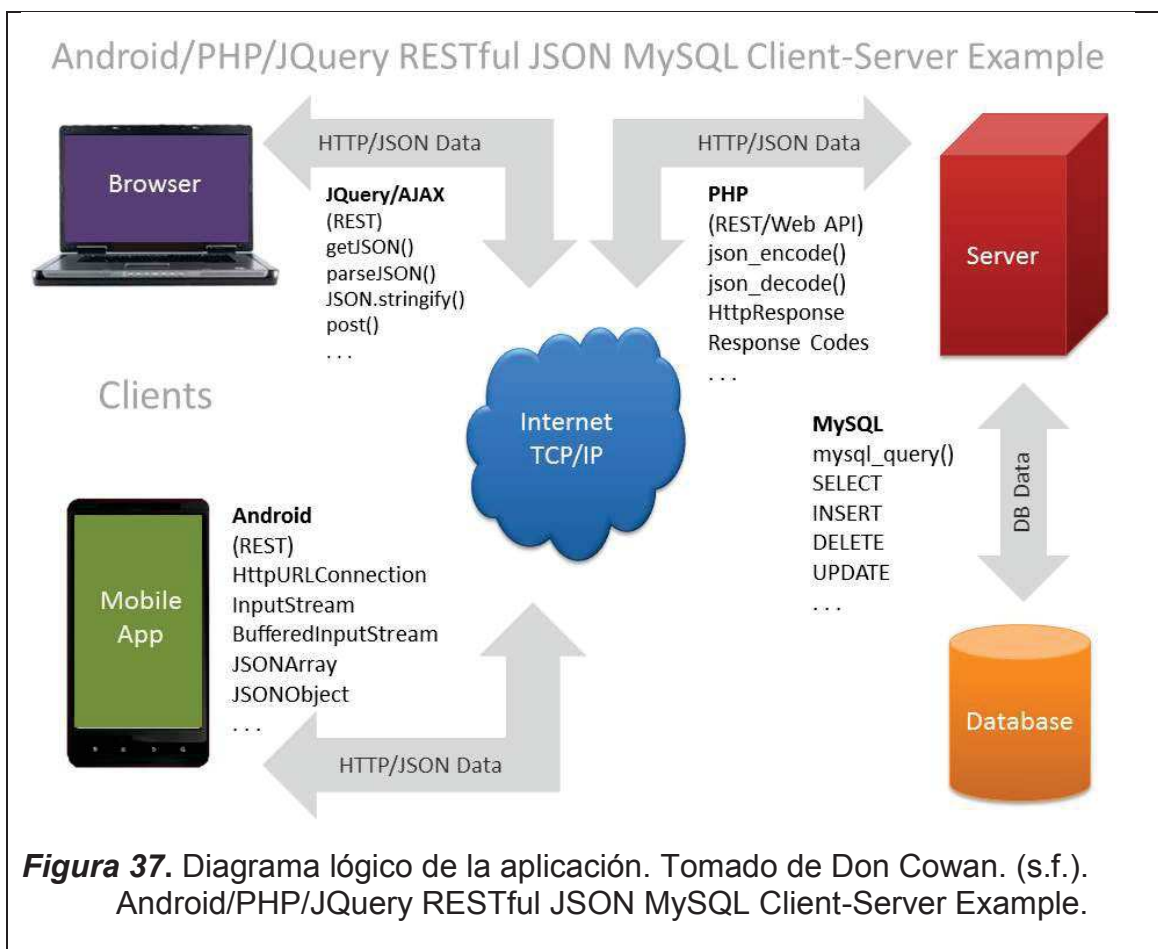 Android/PHP/JQuery RESTful JSON MySQL Client-Server Example
Browser
HTTP/JSON Data
JQuery/AJAX
(REST)
getJSON()
parseJSON()
JSON.stringify()
post()
. . .
HTTP/JSON Data
PHP
(REST/Web API)
json_encode()
json_decode()
HttpResponse
Response Codes
. . .
Server
Clients
Internet
TCP/IP
MySQL
mysql_query()
SELECT
INSERT
DELETE
UPDATE
. . .
DB Data
Mobile
App
Android
(REST)
HttpURLConnection
InputStream
BufferedInputStream
JSONArray
JSONObject
. . .
HTTP/JSON Data
Database
Figura 37. Diagrama lógico de la aplicación. Tomado de Don Cowan. (s.f.).
Android/PHP/JQuery RESTful JSON MySQL Client-Server Example.